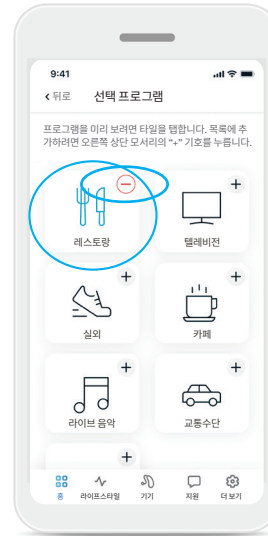 9:41
뒤로 선택 프로그램
프로그램을 미리 보려면 타일을 탭합니다. 목록에 추
가하려면 오른쪽 상단 모서리의 "+" 기호를 누릅니다.
레스토랑 텔레비전
실외 카페
라이브 음악 교통수단
홈 라이프스타일 기기 지원 더 보기